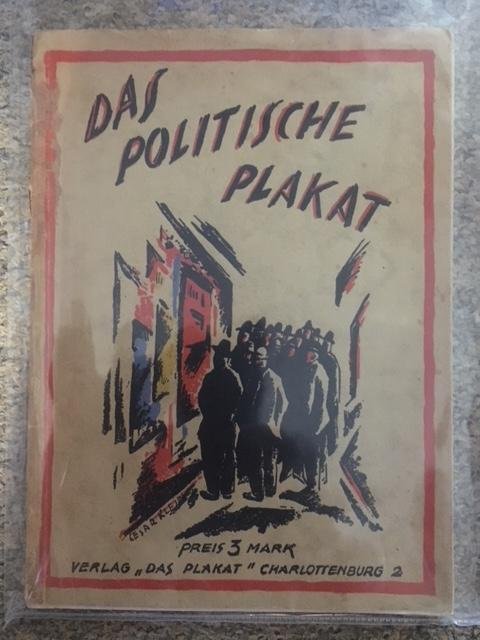 DAS
POLITISCHE
PLAKAT
CESAR KLEIN
PREIS 3 MARK
VERLAG „DAS PLAKAT" CHARLOTTENBURG 2